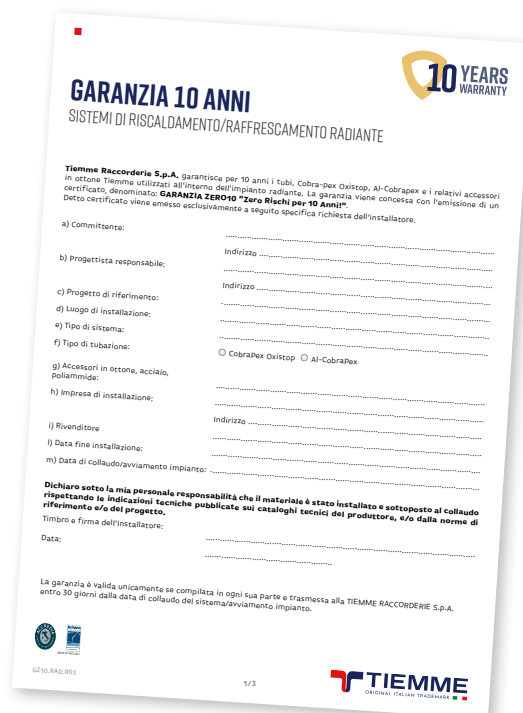 10 YEARS
WARRANTY
GARANZIA 10 ANNI
SISTEMI DI RISCALDAMENTO/RAFFRESCAMENTO RADIANTE
Tiemme Raccorderie S.p.A. garantisce per 10 anni i tubi, Cobra-pex Oxistop, Al-Cobrapex e i relativi accessori
in ottone Tiemme utilizzati all'interno dell'impianto radiante. La garanzia viene concessa con l'emissione di un
certificato, denominato: GARANZIA ZERO10 "Zero Rischi per 10 Anni!".
Detto certificato viene emesso esclusivamente a seguito specifica richiesta dell'installatore.
a) Committente:
Indirizzo
b) Progettista responsabile:
Indirizzo
c) Progetto di riferimento:
d) Luogo di installazione:
e) Tipo di sistema:
f) Tipo di tubazione:
CobraPex Oxistop Al-CobraPex
g) Accessori in ottone, acciaio,
poliammide:
h) Impresa di installazione:
Indirizzo
i) Rivenditore
l) Data fine installazione:
m) Data di collaudo/avviamento impianto:
Dichiaro sotto la mia personale responsabilità che il materiale è stato installato e sottoposto al collaudo
rispettando le indicazioni tecniche pubblicate sui cataloghi tecnici del produttore, e/o dalla norme di
riferimento e/o del progetto.
Timbro e firma dell'Installatore:
Data:
La garanzia è valida unicamente se compilata in ogni sua parte e trasmessa alla TIEMME RACCORDERIE S.p.A.
entro 30 giorni dalla data di collaudo del sistema/avviamento impianto.
GZ10.RAD.R03
1/3
TIEMME
ORIGINAL ITALIAN TRADEMARK